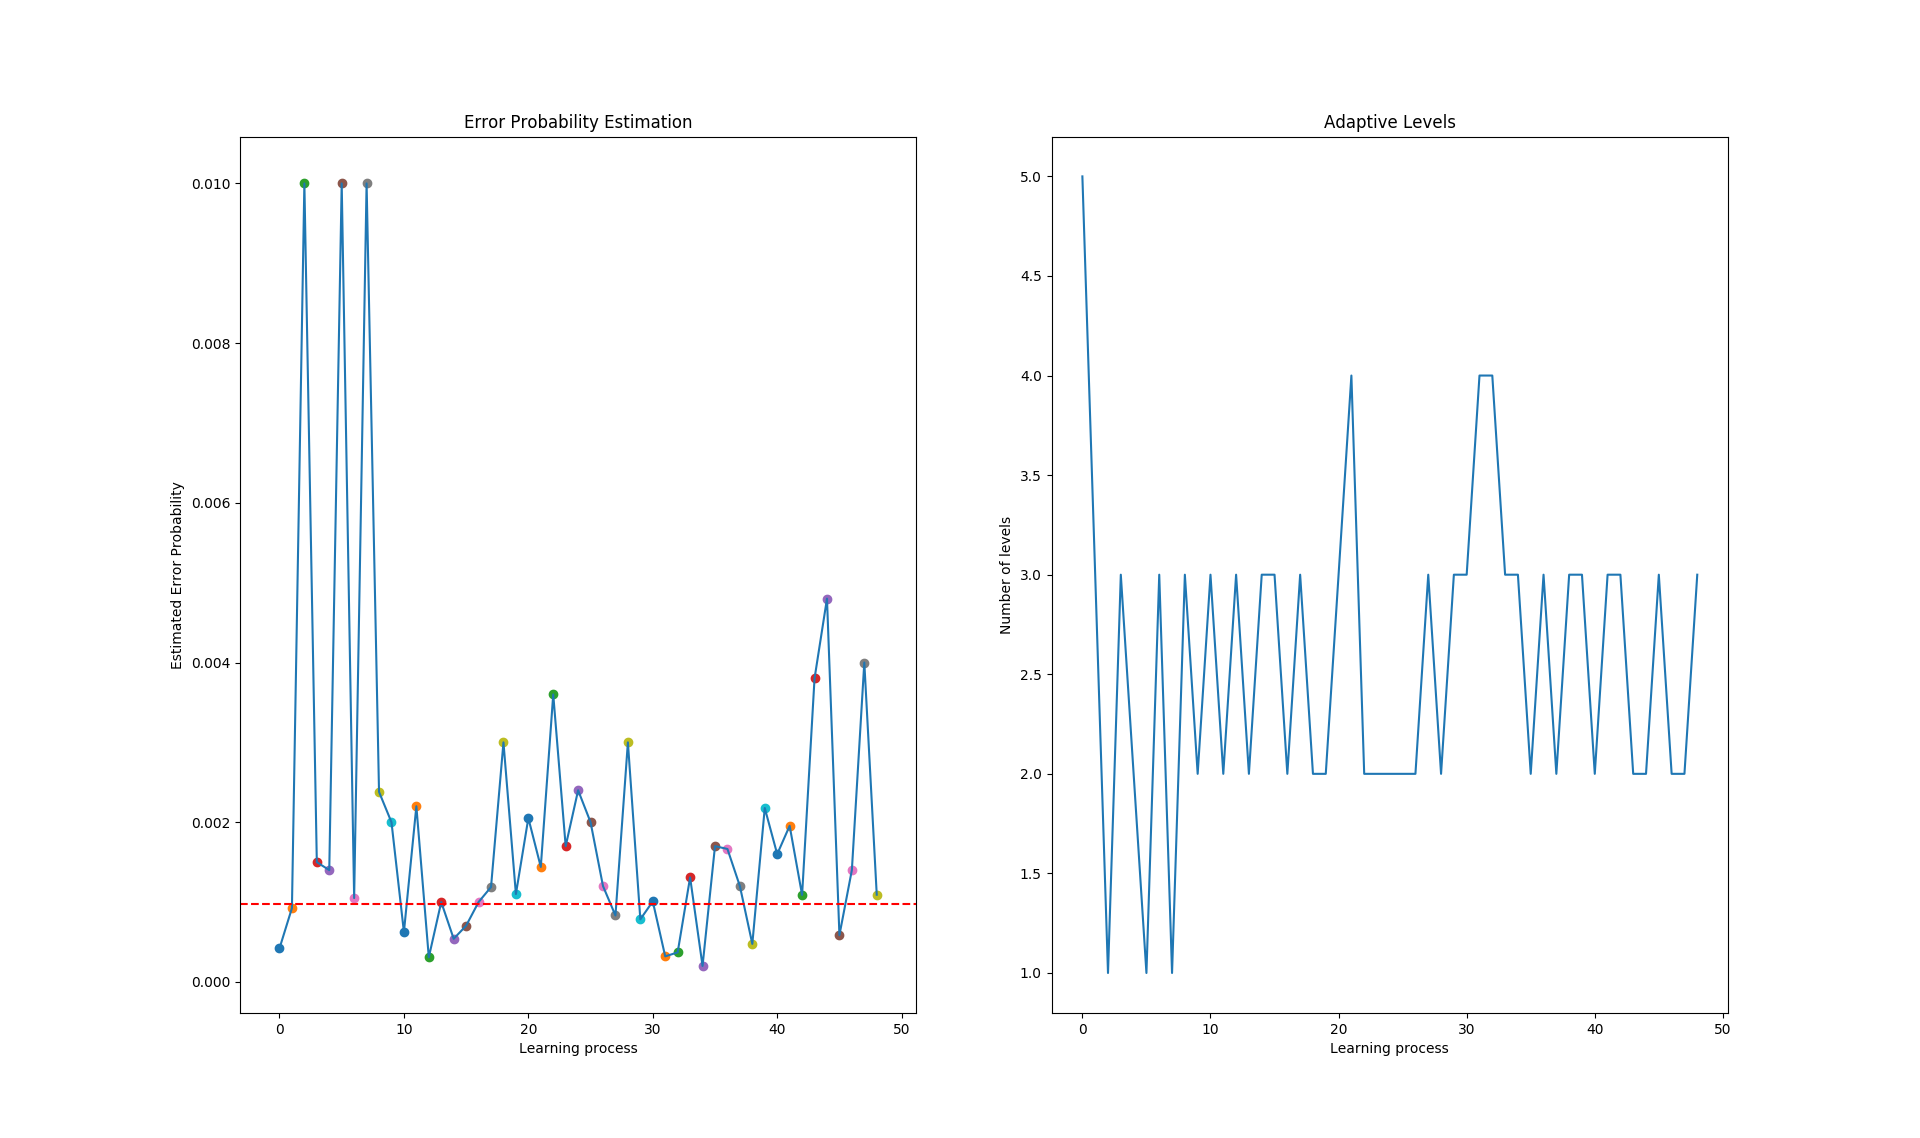 Error Probability Estimation
Estimated Error Probability
0.010
0.008
0.006
0.004
0.002
0.000
0 10 20 30 40 50
Learning process
Adaptive Levels
Number of levels
5.0
4.5
4.0
3.5
3.0
2.5
2.0
1.5
1.0
0 10 20 30 40 50
Learning process